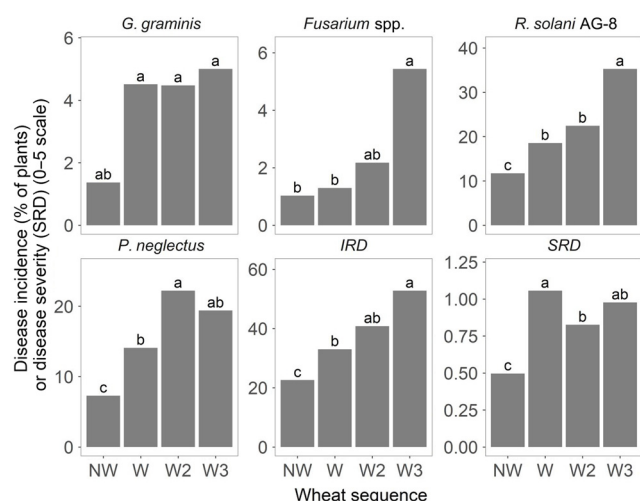 Disease incidence (% of plants)
or disease severity (SRD) (0–5 scale)
G. graminis
6
4
2
0
ab
a
a
a
Fusarium spp.
6
4
2
0
b
b
ab
a
R. solani AG-8
40
30
20
10
0
c
b
b
a
P. neglectus
20
10
0
c
b
a
ab
NW W W2 W3
IRD
60
40
20
0
c
b
ab
a
NW W W2 W3
SRD
1.25
1.00
0.75
0.50
0.25
0.00
c
a
b
ab
NW W W2 W3
Wheat sequence